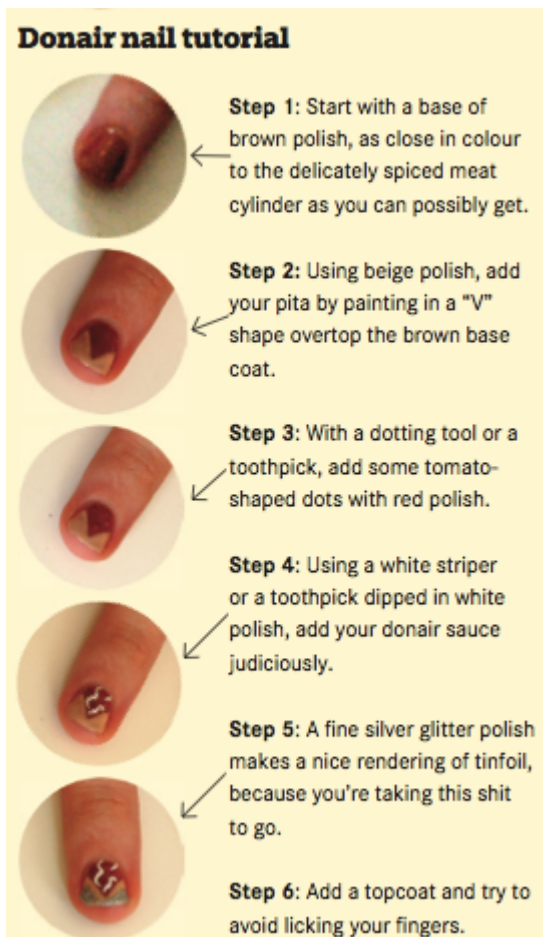 Donair nail tutorial
Step 1: Start with a base of
brown polish, as close in colour
to the delicately spiced meat
cylinder as you can possibly get.
Step 2: Using beige polish, add
your pita by painting in a “V”
shape overtop the brown base
coat.
Step 3: With a dotting tool or a
toothpick, add some tomato-
shaped dots with red polish.
Step 4: Using a white striper
or a toothpick dipped in white
polish, add your donair sauce
judiciously.
Step 5: A fine silver glitter polish
makes a nice rendering of tinfoil,
because you’re taking this shit
to go.
Step 6: Add a topcoat and try to
avoid licking your fingers.